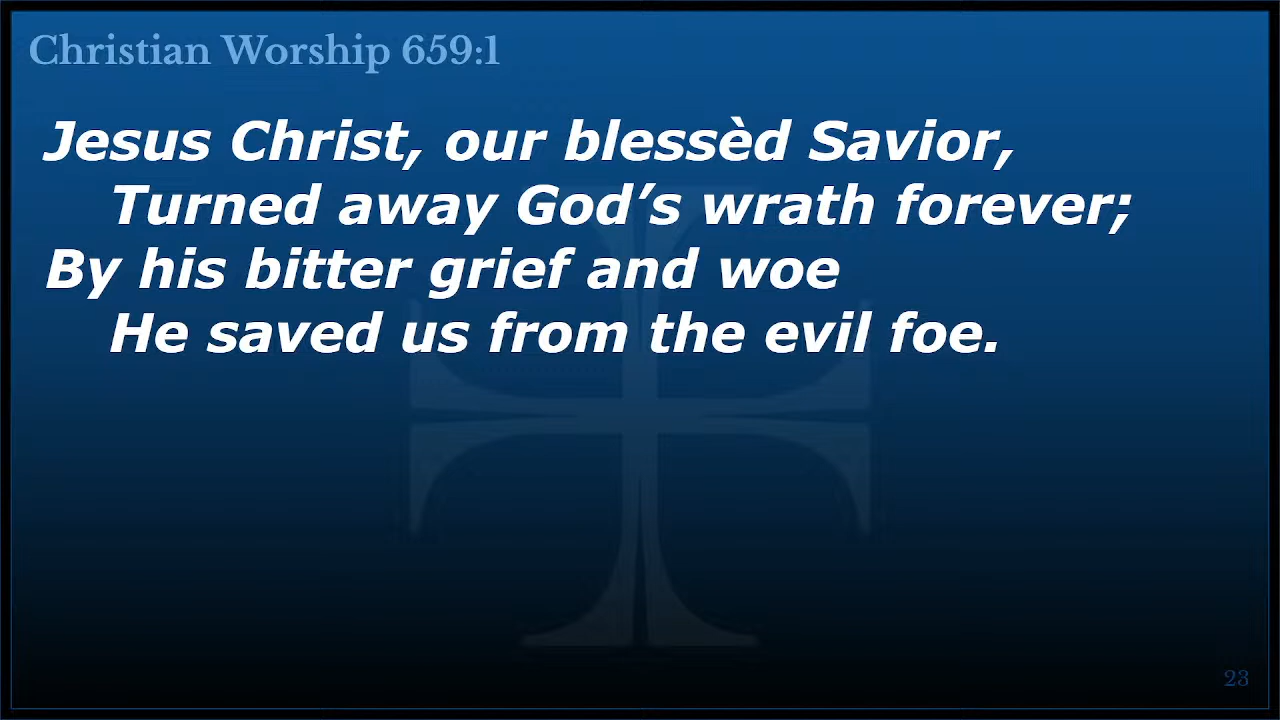 Christian Worship 659:1
Jesus Christ, our blessèd Savior,
Turned away God’s wrath forever;
By his bitter grief and woe
He saved us from the evil foe.
23